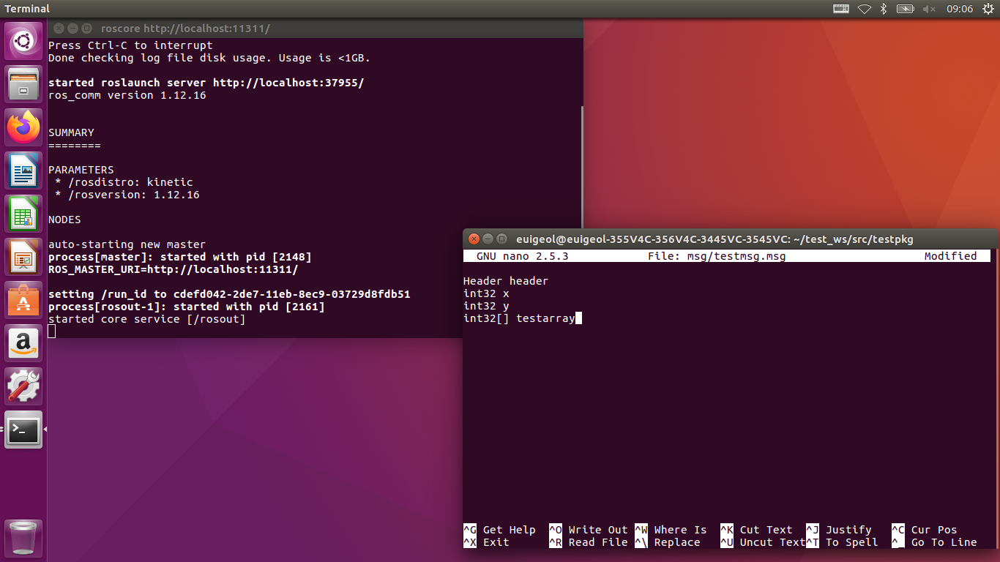 Terminal
09:06
roscore http://localhost:11311/
Press Ctrl-C to interrupt
Done checking log file disk usage. Usage is <1GB.
started roslaunch server http://localhost:37955/
ros_comm version 1.12.16
SUMMARY
========
PARAMETERS
 * /rosdistro: kinetic
 * /rosversion: 1.12.16
NODES
auto-starting new master
process[master]: started with pid [2148]
ROS_MASTER_URI=http://localhost:11311/
setting /run_id to cdefd042-2de7-11eb-8ec9-03729d8fdb51
process[rosout-1]: started with pid [2161]
started core service [/rosout]
euigeol@euigeol-355V4C-356V4C-3445VC-3545VC: ~/test_ws/src/testpkg
GNU nano 2.5.3 File: msg/testmsg.msg Modified
Header header
int32 x
int32 y
int32[] testarray
^G Get Help ^O Write Out ^W Where Is ^K Cut Text ^J Justify ^C Cur Pos
^X Exit ^R Read File ^\ Replace ^U Uncut Text^T To Spell ^_ Go To Line